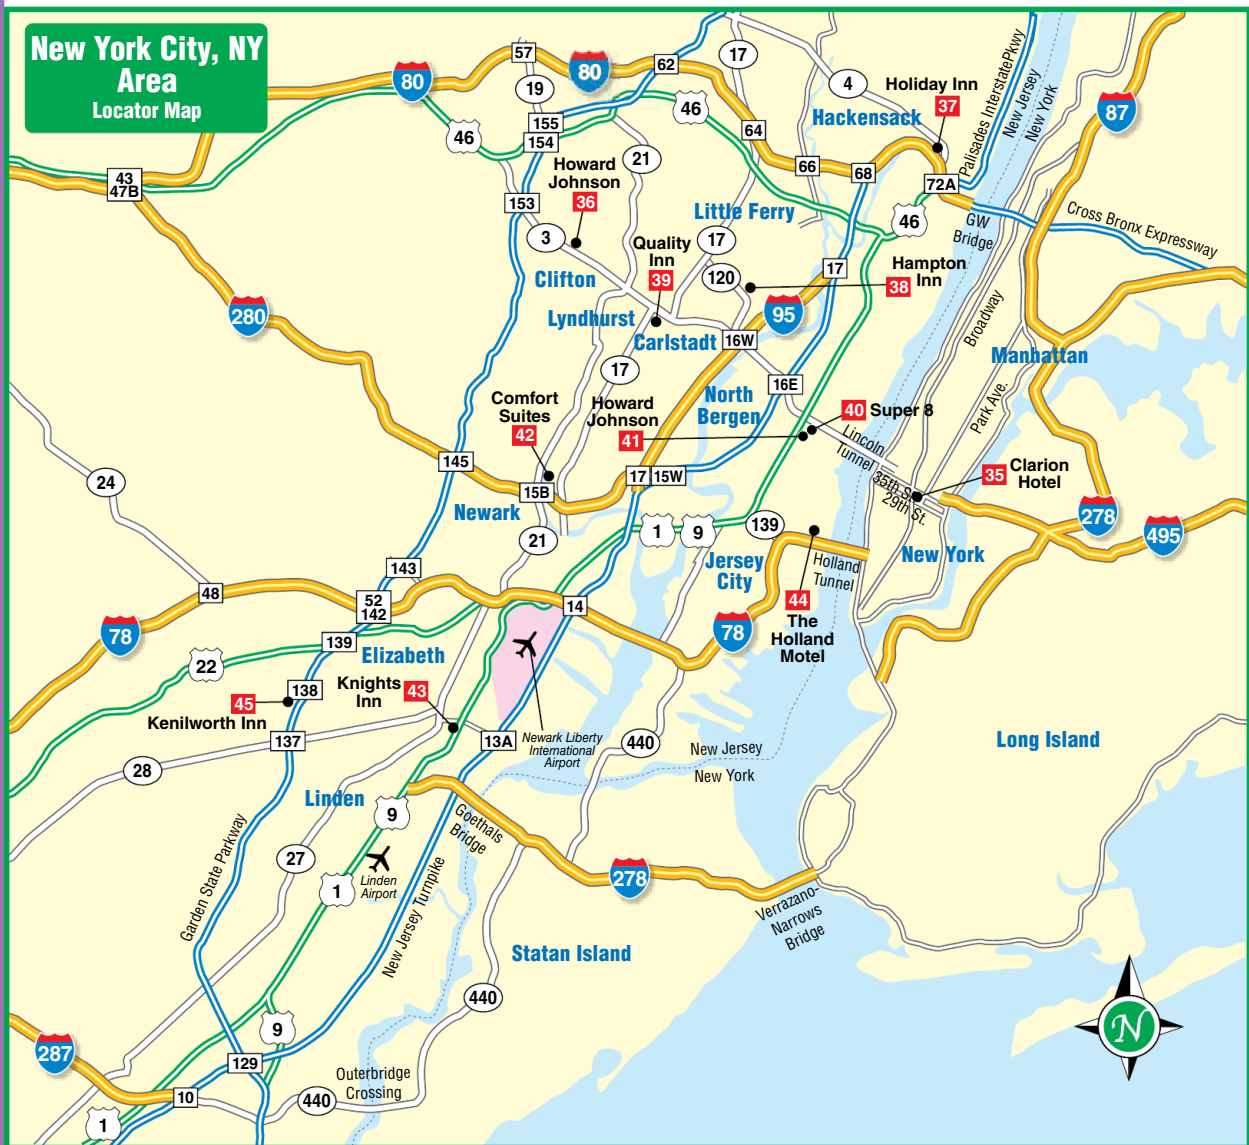 New York City, NY
Area
Locator Map
57
80
80
62
17
4
Holiday Inn
37
Palisades InterstatePkwy
New Jersey
New York
87
19
46
46
155
154
Hackensack
64
21
66
68
72A
43
47B
Howard
Johnson
36
153
3
Little Ferry
46
GW
Bridge
Cross Bronx Expressway
Quality
Inn
39
17
120
17
Hampton
Inn
38
Clifton
280
Lyndhurst
95
Carlstadt
16W
Broadway
Manhattan
17
16E
North
Bergen
Park Ave.
Comfort
Suites
42
Howard
Johnson
41
40
Super 8
Lincoln
Tunnel
35th St.
29th St.
35
Clarion
Hotel
145
24
15B
17
15W
Newark
278
495
21
1
9
139
Jersey
City
Holland
Tunnel
New York
143
48
52
142
14
44
The
Holland
Motel
78
78
139
22
Elizabeth
138
45
Kenilworth Inn
Knights
Inn
43
137
13A
Newark Liberty
International
Airport
440
New Jersey
New York
Long Island
28
Linden
9
Goethals
Bridge
Garden State Parkway
27
1
Linden
Airport
New Jersey Turnpike
278
Verrazano-
Narrows
Bridge
Statan Island
440
9
287
129
10
Outerbridge
Crossing
440
1
N